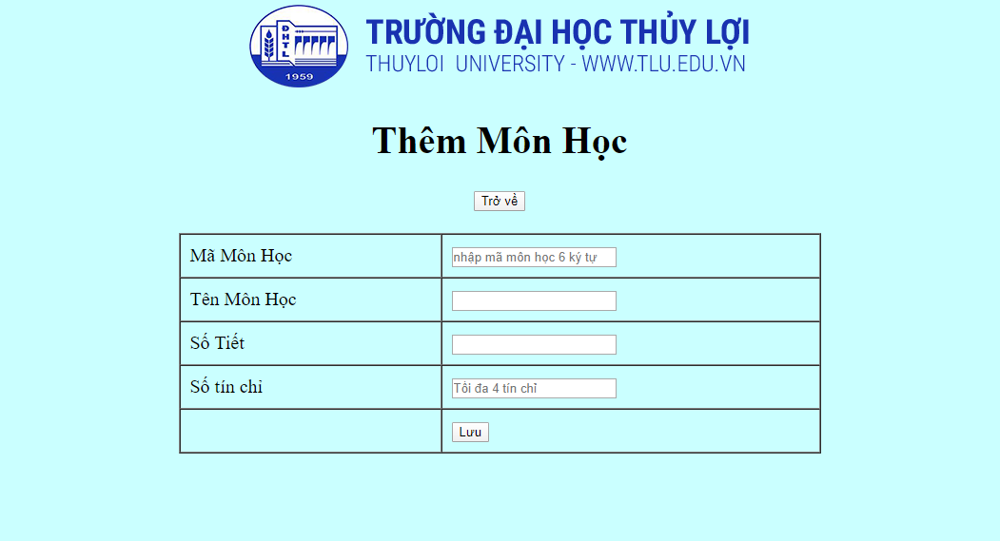 ĐHTL
1959
TRƯỜNG ĐẠI HỌC THỦY LỢI
THUYLOI UNIVERSITY - WWW.TLU.EDU.VN
Thêm Môn Học
Trở về
Mã Môn Học
nhập mã môn học 6 ký tự
Tên Môn Học
Số Tiết
Số tín chỉ
Tối đa 4 tín chỉ
Lưu